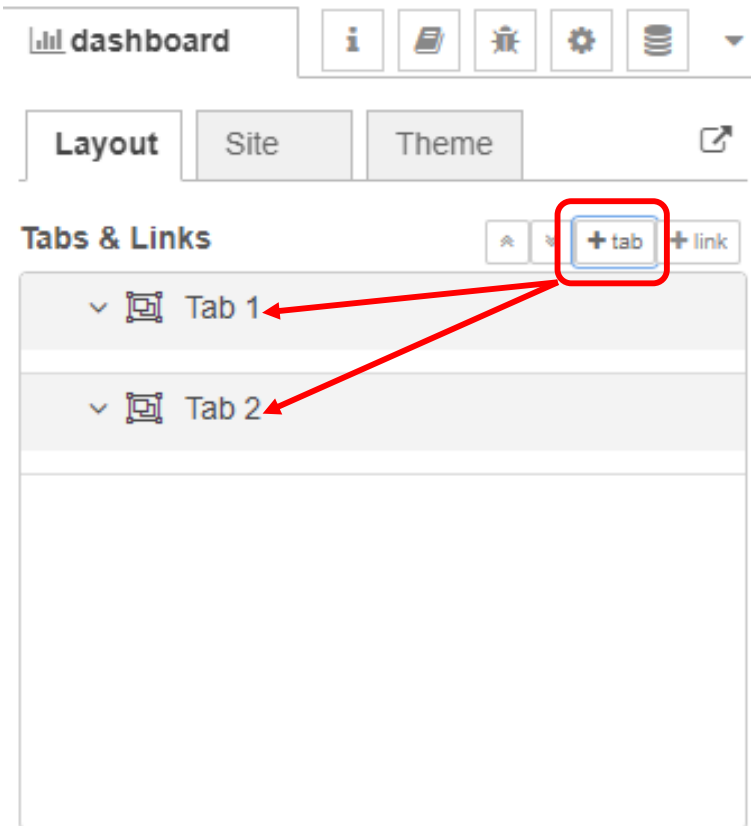 dashboard i
Layout Site Theme
Tabs & Links + tab + link
Tab 1
Tab 2